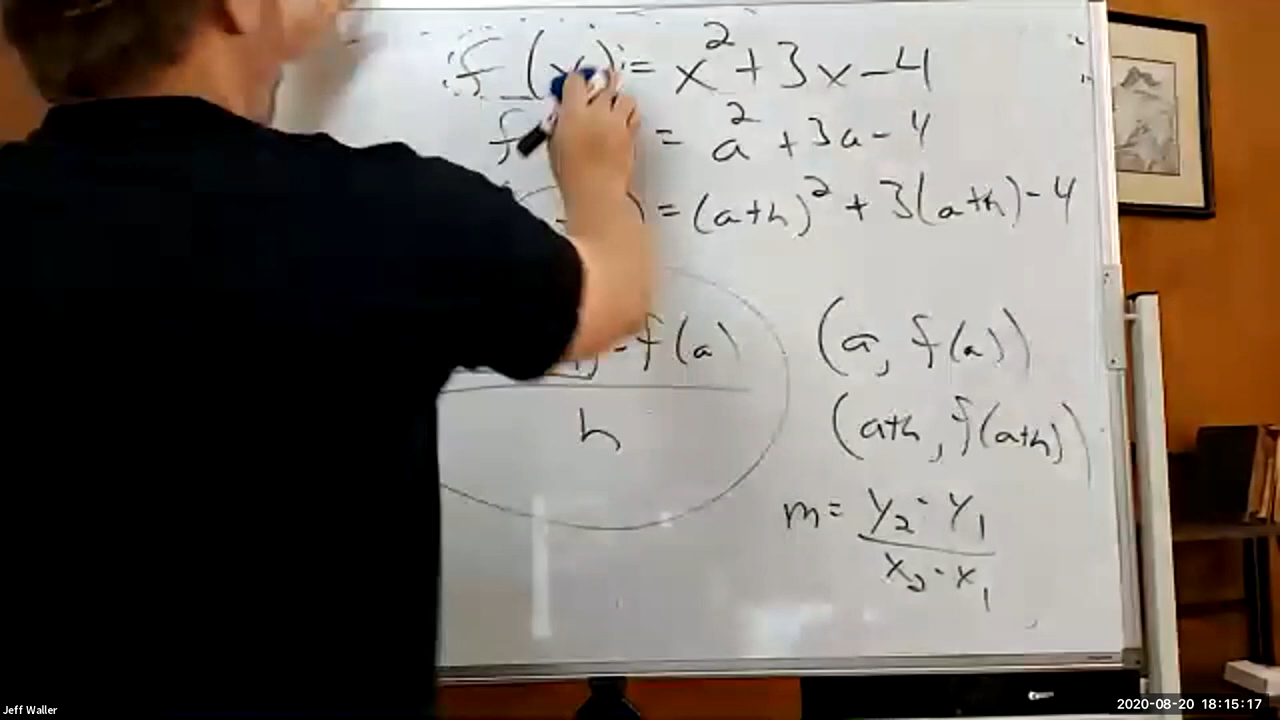 f(x) = x² + 3x - 4
f = a² + 3a - 4
) = (a+h)² + 3(a+h) - 4
- f(a)
h
(a, f(a))
(a+h, f(a+h))
m = y₂ - y₁
x₂ - x₁
Jeff Waller
2020-08-20 18:15:17